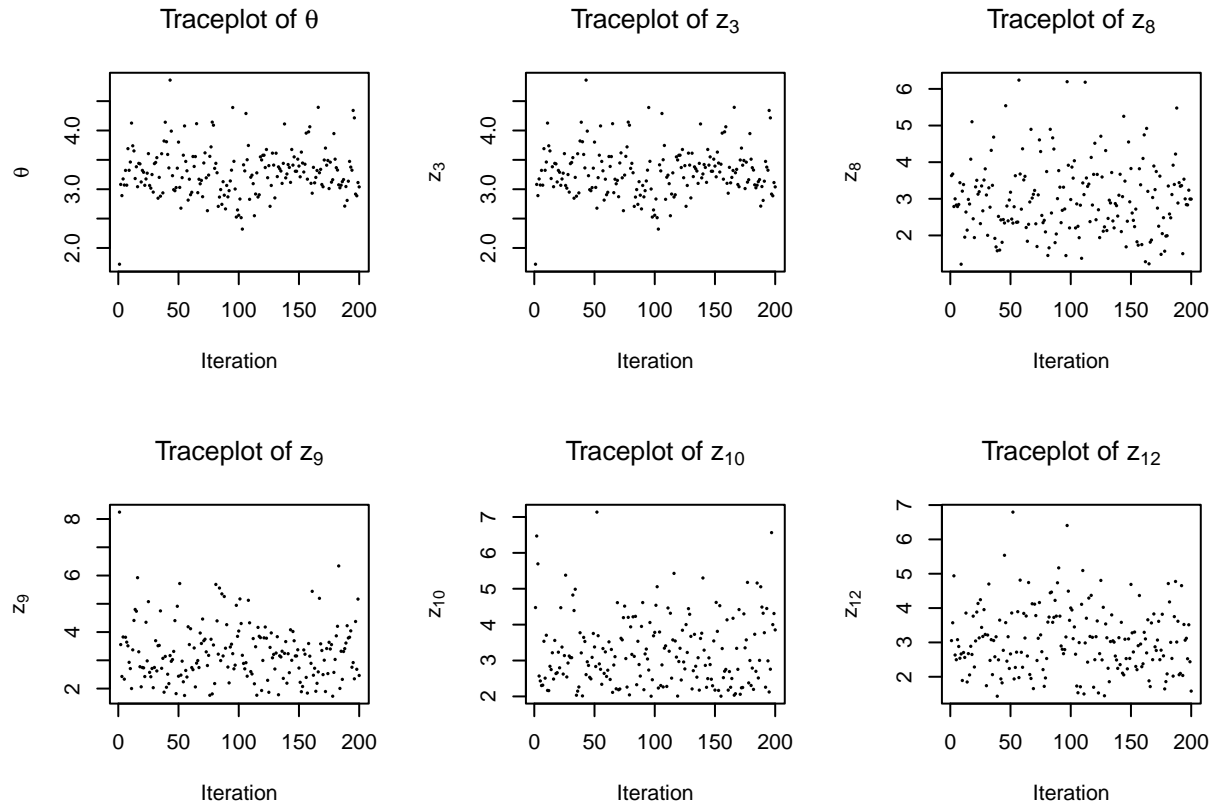 Traceplot of θ
Traceplot of z3
Traceplot of z8
θ
2.0 3.0 4.0
0 50 100 150 200
Iteration
z3
2.0 3.0 4.0
0 50 100 150 200
Iteration
z8
2 3 4 5 6
0 50 100 150 200
Iteration
Traceplot of z9
Traceplot of z10
Traceplot of z12
z9
2 4 6 8
0 50 100 150 200
Iteration
z10
2 3 4 5 6 7
0 50 100 150 200
Iteration
z12
2 3 4 5 6 7
0 50 100 150 200
Iteration